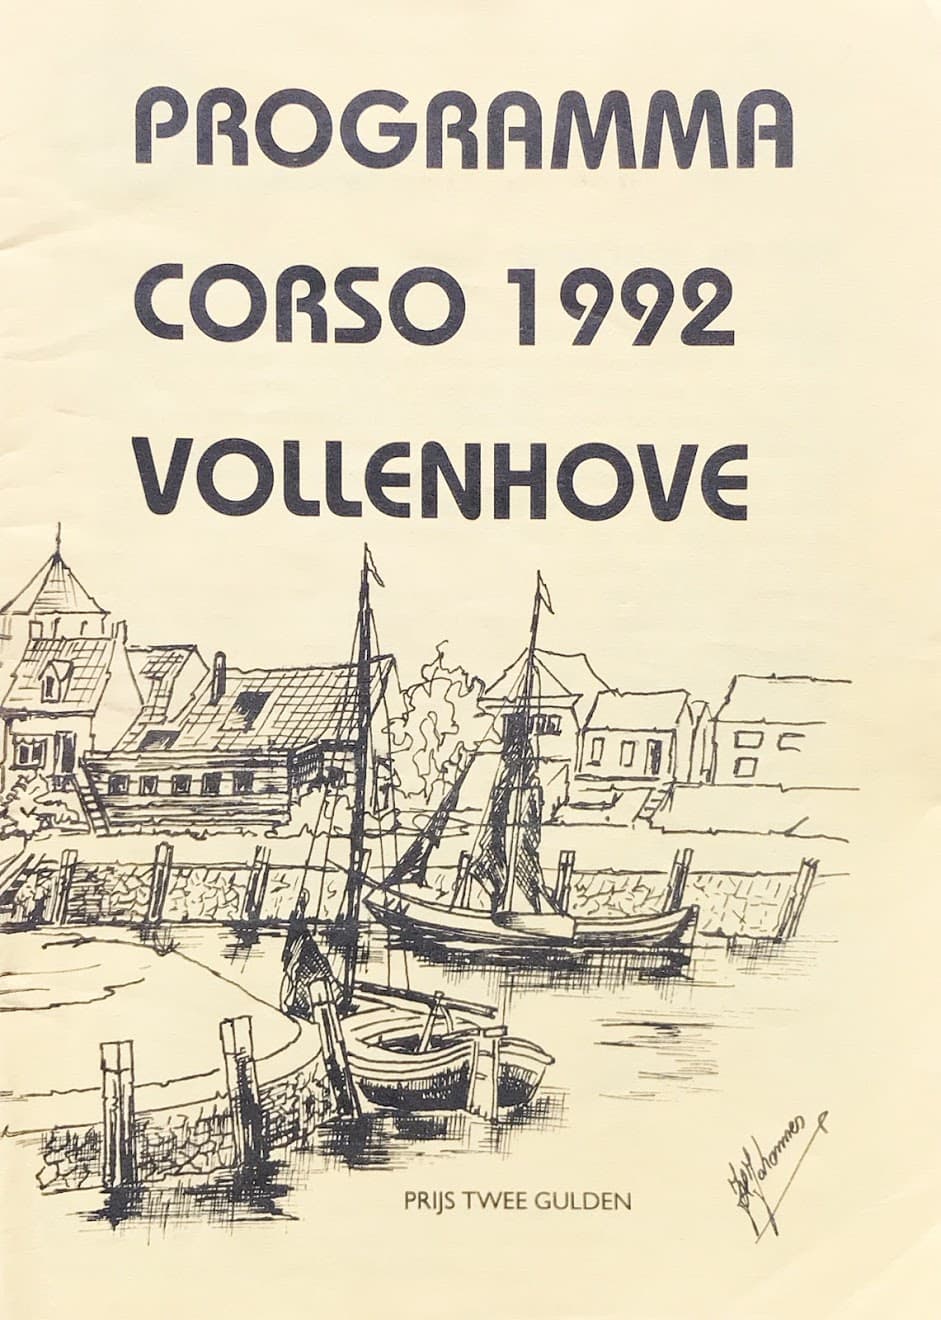 PROGRAMMA
CORSO 1992
VOLLENHOVE
PRIJS TWEE GULDEN